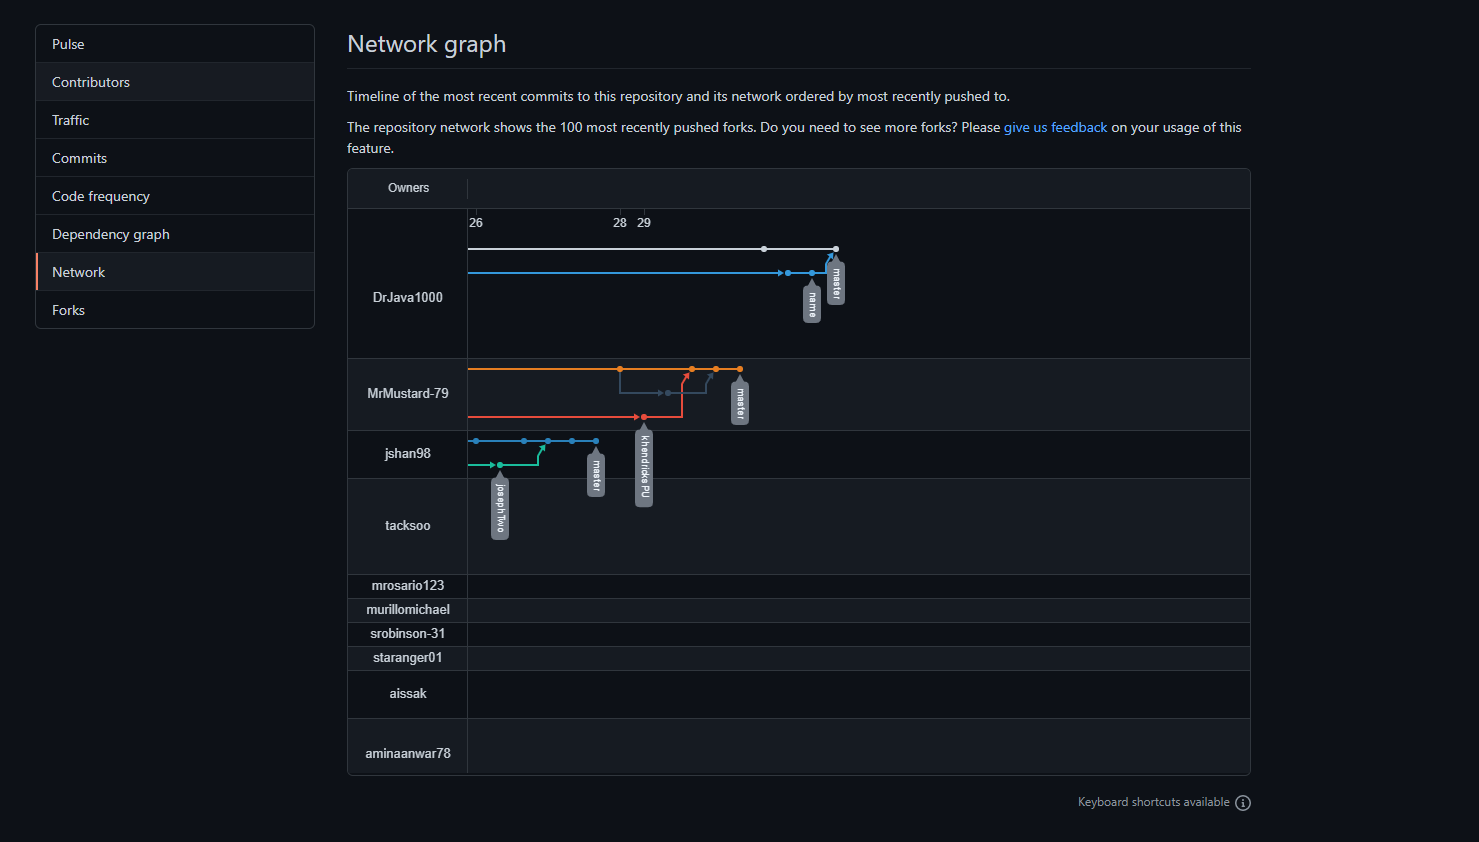 Pulse
Contributors
Traffic
Commits
Code frequency
Dependency graph
Network
Forks
Network graph
Timeline of the most recent commits to this repository and its network ordered by most recently pushed to.
The repository network shows the 100 most recently pushed forks. Do you need to see more forks? Please give us feedback on your usage of this
feature.
Owners
26 28 29
DrJava1000
master
name
MrMustard-79
master
khendricksPU
jshan98
master
josephTwo
tacksoo
mrosario123
murillomichael
srobinson-31
staranger01
aissak
aminaanwar78
Keyboard shortcuts available